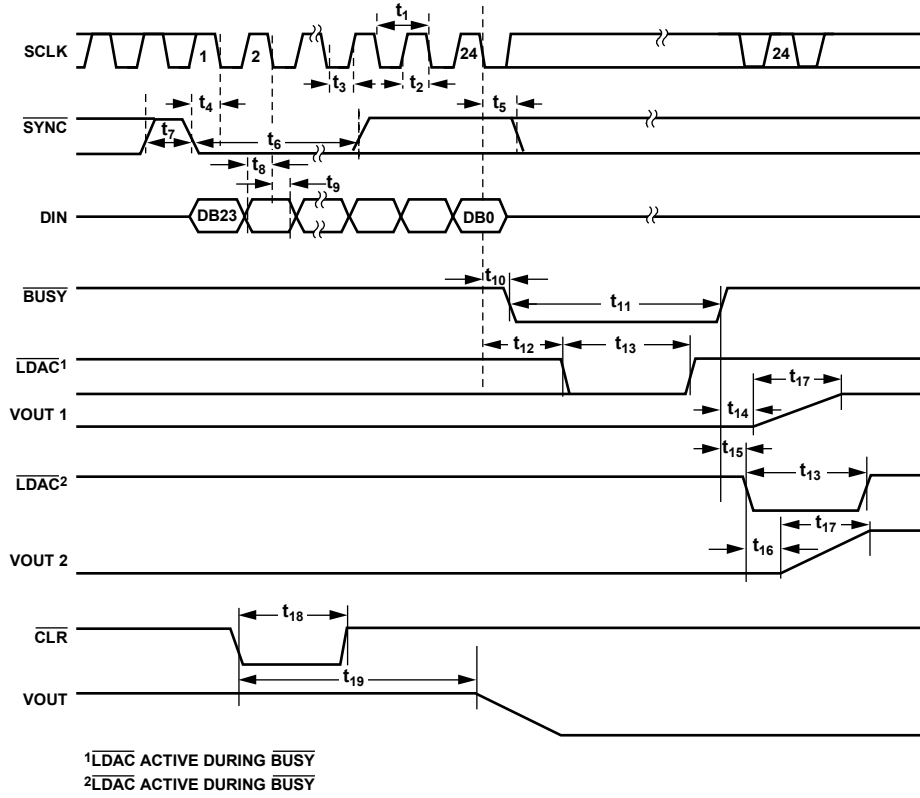 t1
SCLK 1 2 24 24
t3 t2
t4 t5
SYNC
t7 t6
t8
t9
DIN DB23 DB0
t10
BUSY t11
t12 t13
LDAC1
t17
VOUT 1 t14
t15
LDAC2 t13
t17
VOUT 2 t16
t18
CLR
t19
VOUT
1LDAC ACTIVE DURING BUSY
2LDAC ACTIVE DURING BUSY